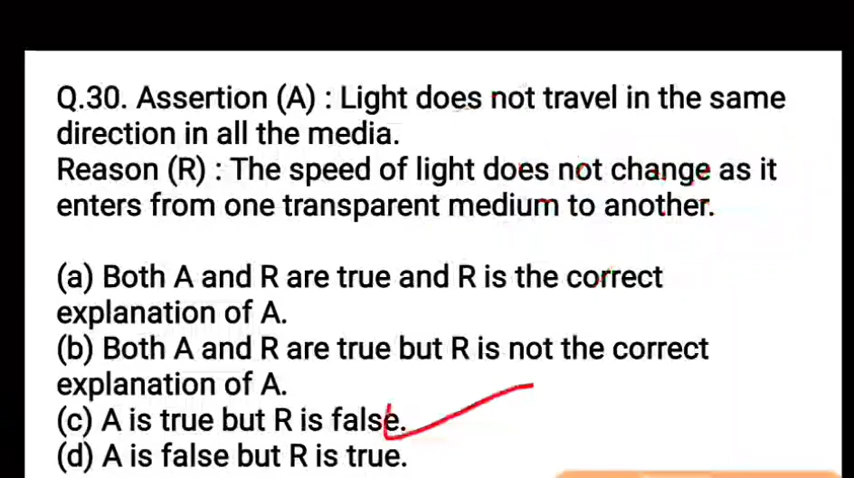 Q.30. Assertion (A) : Light does not travel in the same
direction in all the media.
Reason (R) : The speed of light does not change as it
enters from one transparent medium to another.
(a) Both A and R are true and R is the correct
explanation of A.
(b) Both A and R are true but R is not the correct
explanation of A.
(c) A is true but R is false.
(d) A is false but R is true.